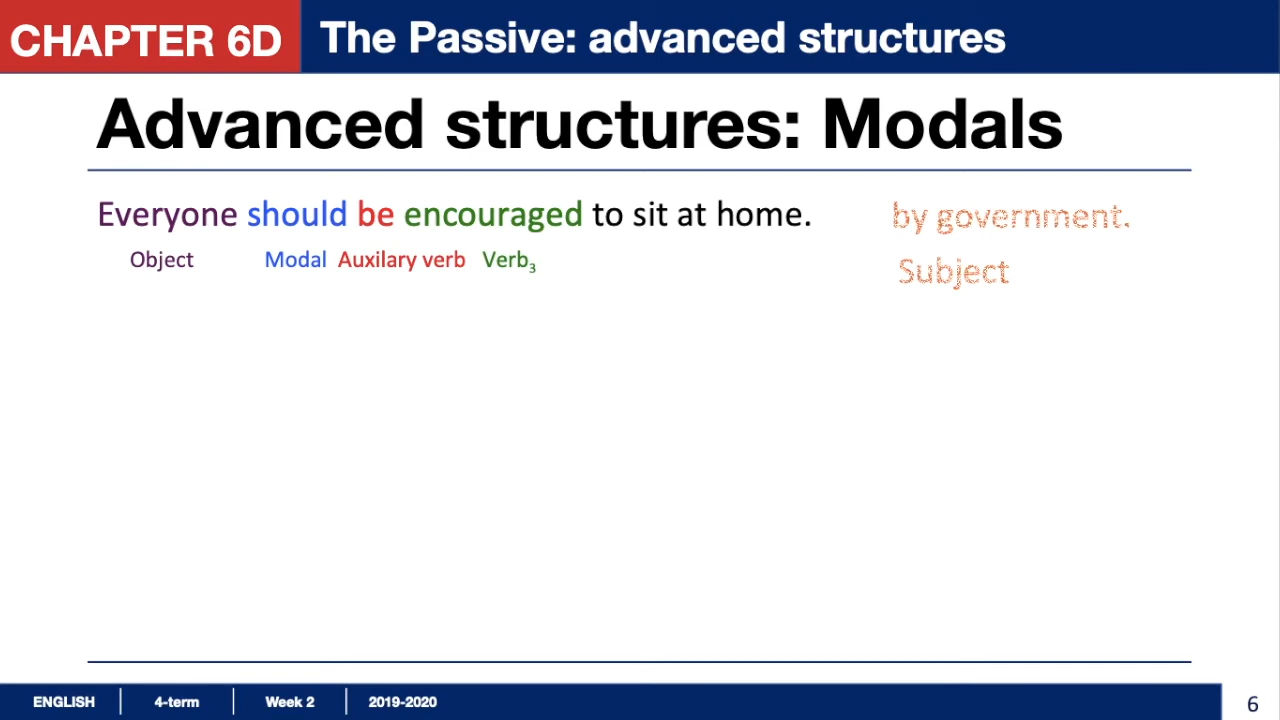 CHAPTER 6D The Passive: advanced structures
Advanced structures: Modals
Everyone should be encouraged to sit at home. by government.
Object Modal Auxilary verb Verb₃ Subject
ENGLISH 4-term Week 2 2019-2020 6